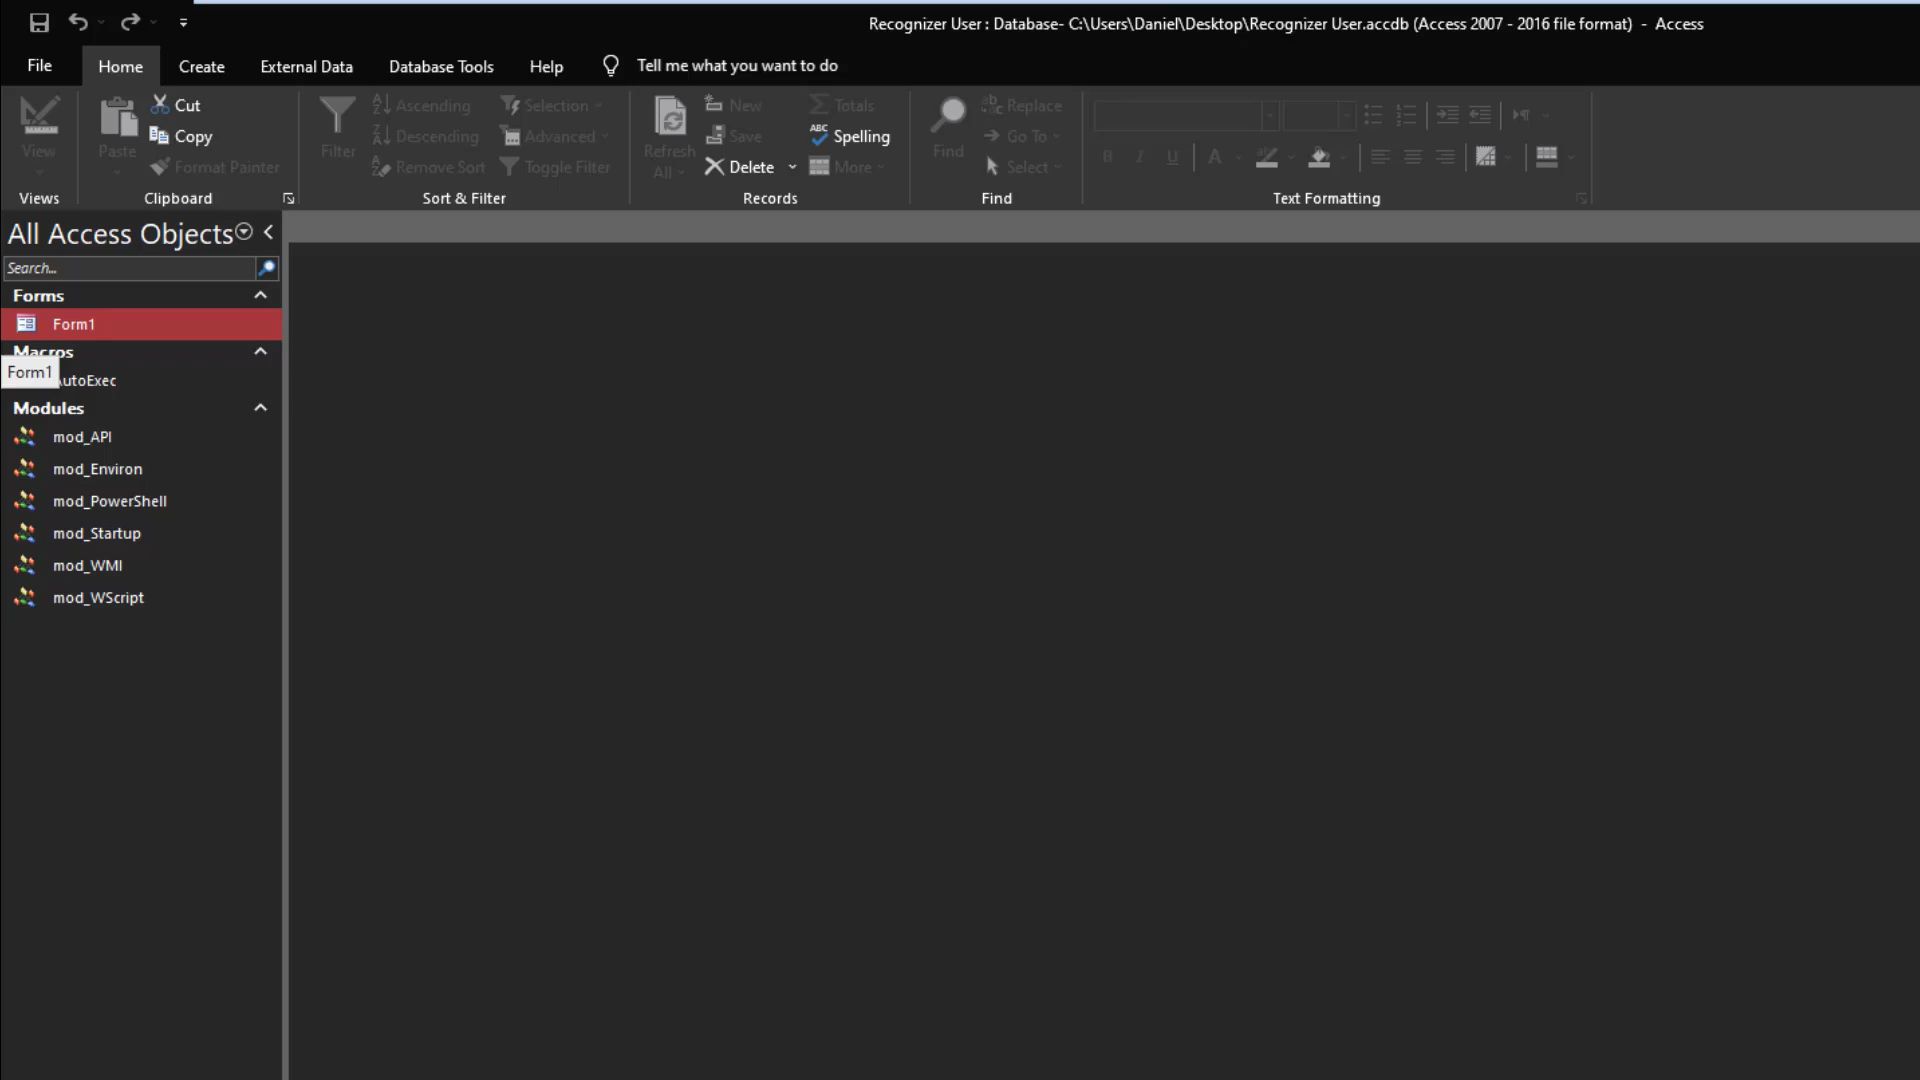 Recognizer User : Database- C:\Users\Daniel\Desktop\Recognizer User.accdb (Access 2007 - 2016 file format) - Access
File Home Create External Data Database Tools Help Tell me what you want to do
View
Views
Paste
Cut
Copy
Format Painter
Clipboard
Filter
Ascending
Descending
Remove Sort
Selection
Advanced
Toggle Filter
Sort & Filter
Refresh
All
New
Save
Delete
Totals
Spelling
More
Records
Find
Replace
Go To
Select
Find
Text Formatting
All Access Objects
Search...
Forms
Form1
Macros
Form1
AutoExec
Modules
mod_API
mod_Environ
mod_PowerShell
mod_Startup
mod_WMI
mod_WScript